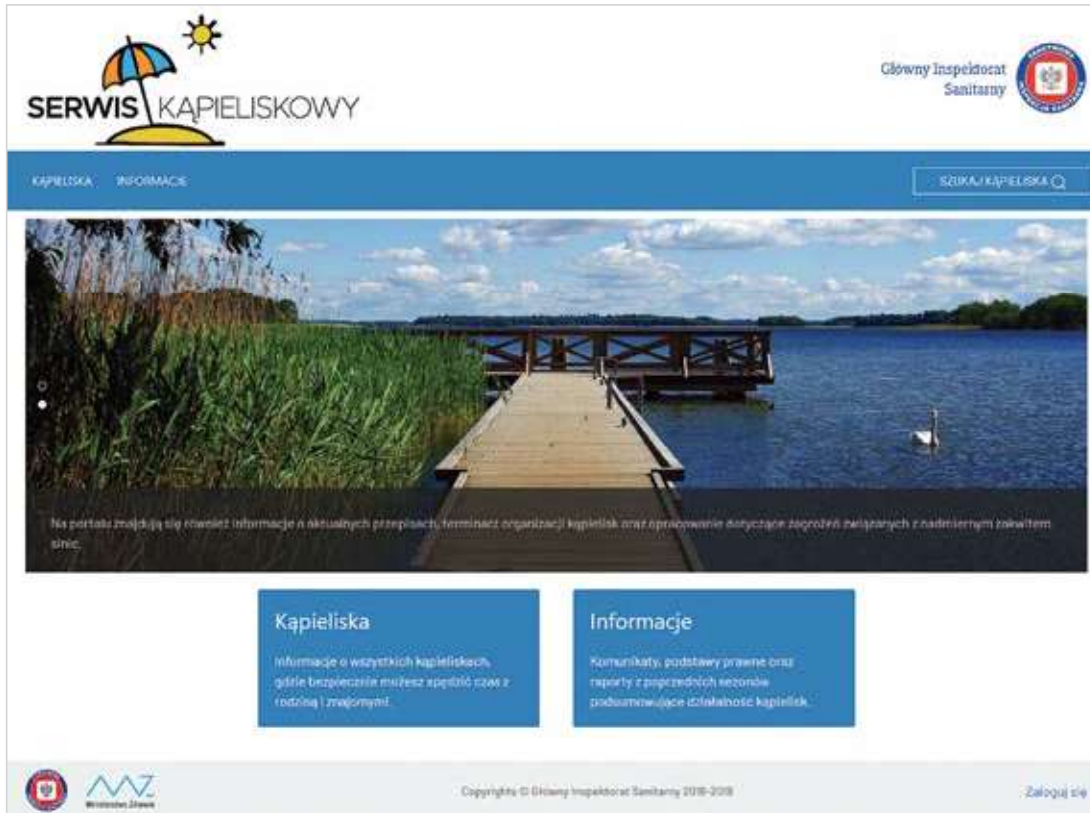 SERWIS KĄPIELISKOWY
Główny Inspektorat
Sanitarny
KĄPIELISKA INFORMACJE
SZUKAJ KĄPIELISKA
Na portalu znajdują się również informacje o aktualnych przepisach, terminach organizacji kąpielisk oraz opracowanie dotyczące zagrożeń związanych z nadmiernym zakwitem
sinic.
Kąpieliska
Informacje o wszystkich kąpieliskach,
gdzie bezpiecznie możesz spędzić czas z
rodziną i znajomymi!
Informacje
Komunikaty, podstawy prawne oraz
raporty z poprzednich sezonów
podsumowujące działalność kąpielisk.
Ministerstwo Zdrowia
Copyrights © Główny Inspektorat Sanitarny 2018-2019
Zaloguj się